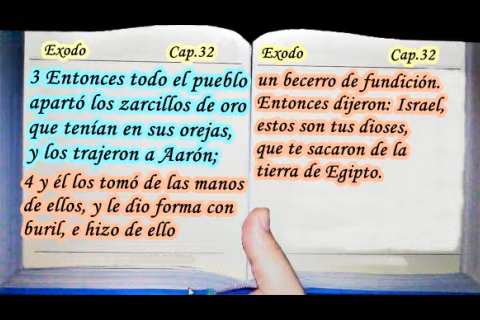 Exodo Cap.32
3 Entonces todo el pueblo
apartó los zarcillos de oro
que tenían en sus orejas,
y los trajeron a Aarón;
4 y él los tomó de las manos
de ellos, y le dio forma con
buril, e hizo de ello
Exodo Cap.32
un becerro de fundición.
Entonces dijeron: Israel,
estos son tus dioses,
que te sacaron de la
tierra de Egipto.